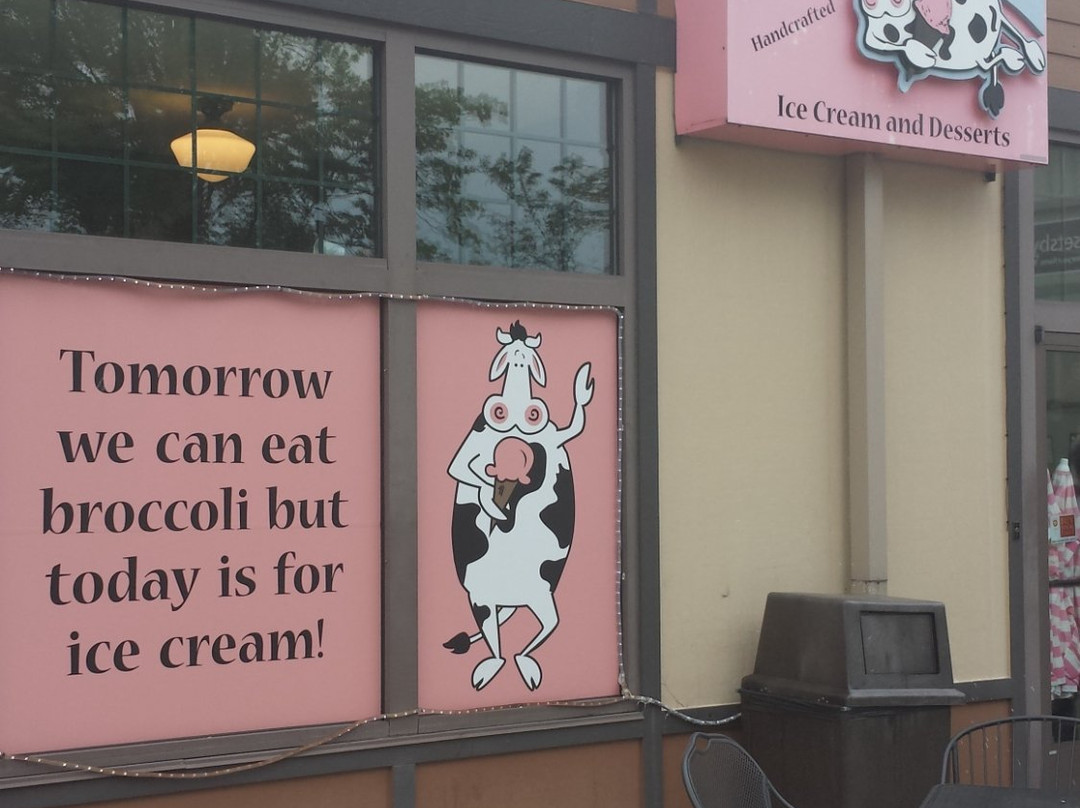 Handcrafted
Ice Cream and Desserts
Tomorrow
we can eat
broccoli but
today is for
ice cream!